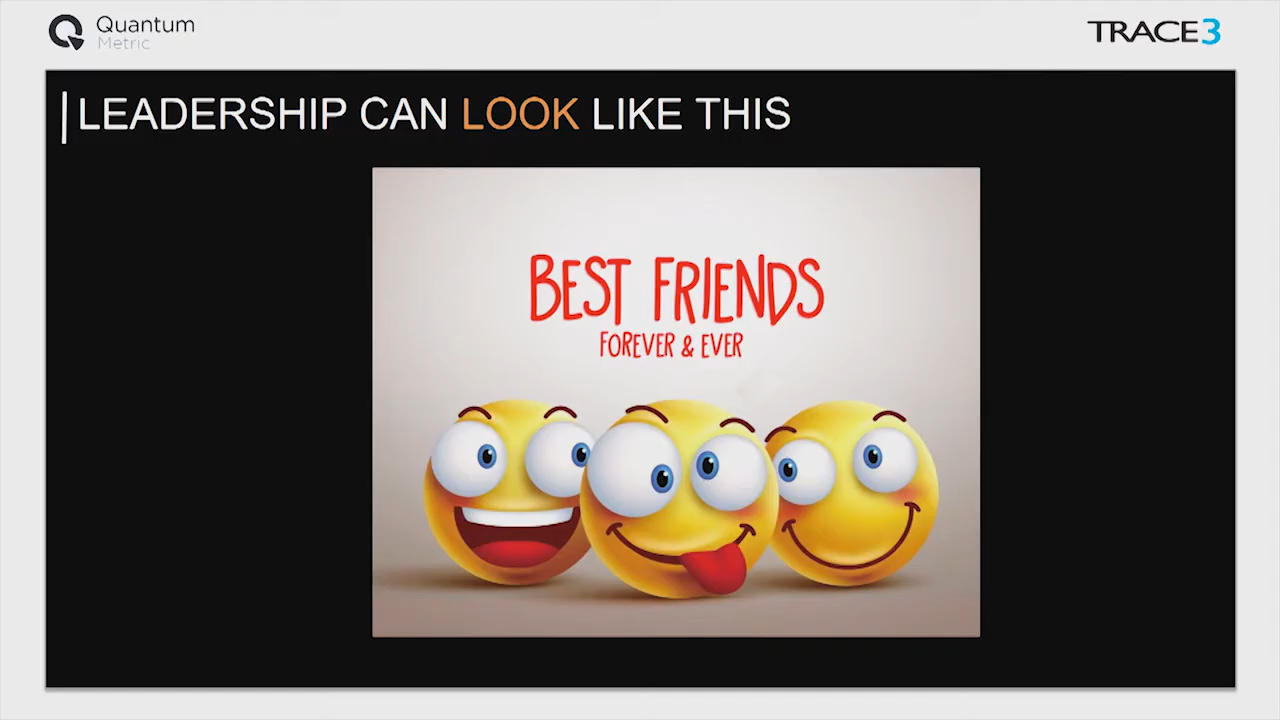 Quantum
Metric
TRACE3
LEADERSHIP CAN LOOK LIKE THIS
BEST FRIENDS
FOREVER & EVER